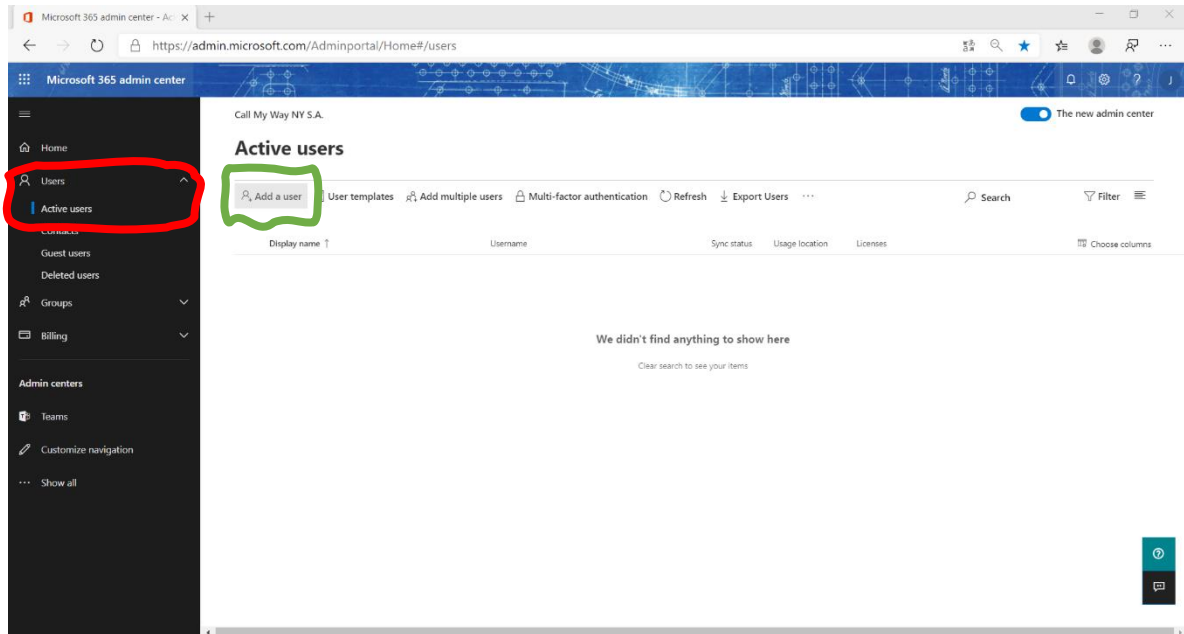 Microsoft 365 admin center - Ac
https://admin.microsoft.com/Adminportal/Home#/users
Microsoft 365 admin center
?
J
Call My Way NY S.A.
The new admin center
Home
Active users
Users
Add a user
User templates
Add multiple users
Multi-factor authentication
Refresh
Export Users
Search
Filter
Active users
Contacts
Display name ↑
Username
Sync status
Usage location
Licenses
Choose columns
Guest users
Deleted users
Groups
Billing
We didn't find anything to show here
Clear search to see your items
Admin centers
Teams
Customize navigation
Show all